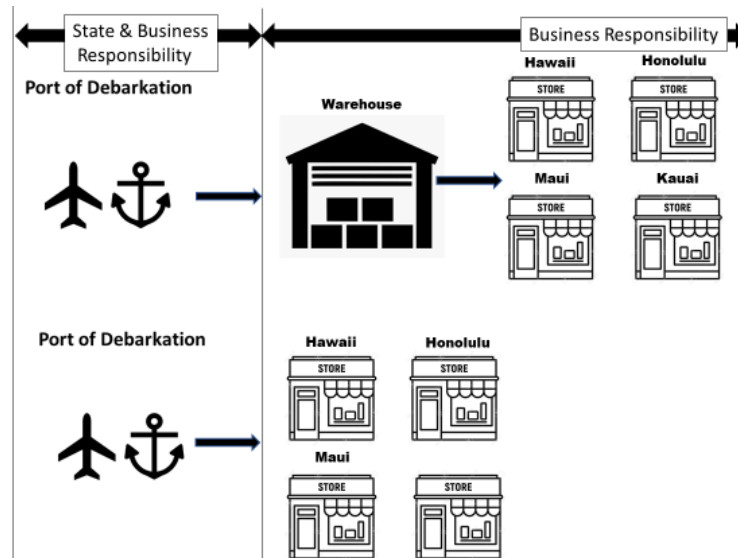 State & Business
Responsibility
Business Responsibility
Port of Debarkation
Warehouse
Hawaii
Honolulu
STORE
STORE
Maui
Kauai
STORE
STORE
Port of Debarkation
Hawaii
Honolulu
STORE
STORE
Maui
STORE
STORE